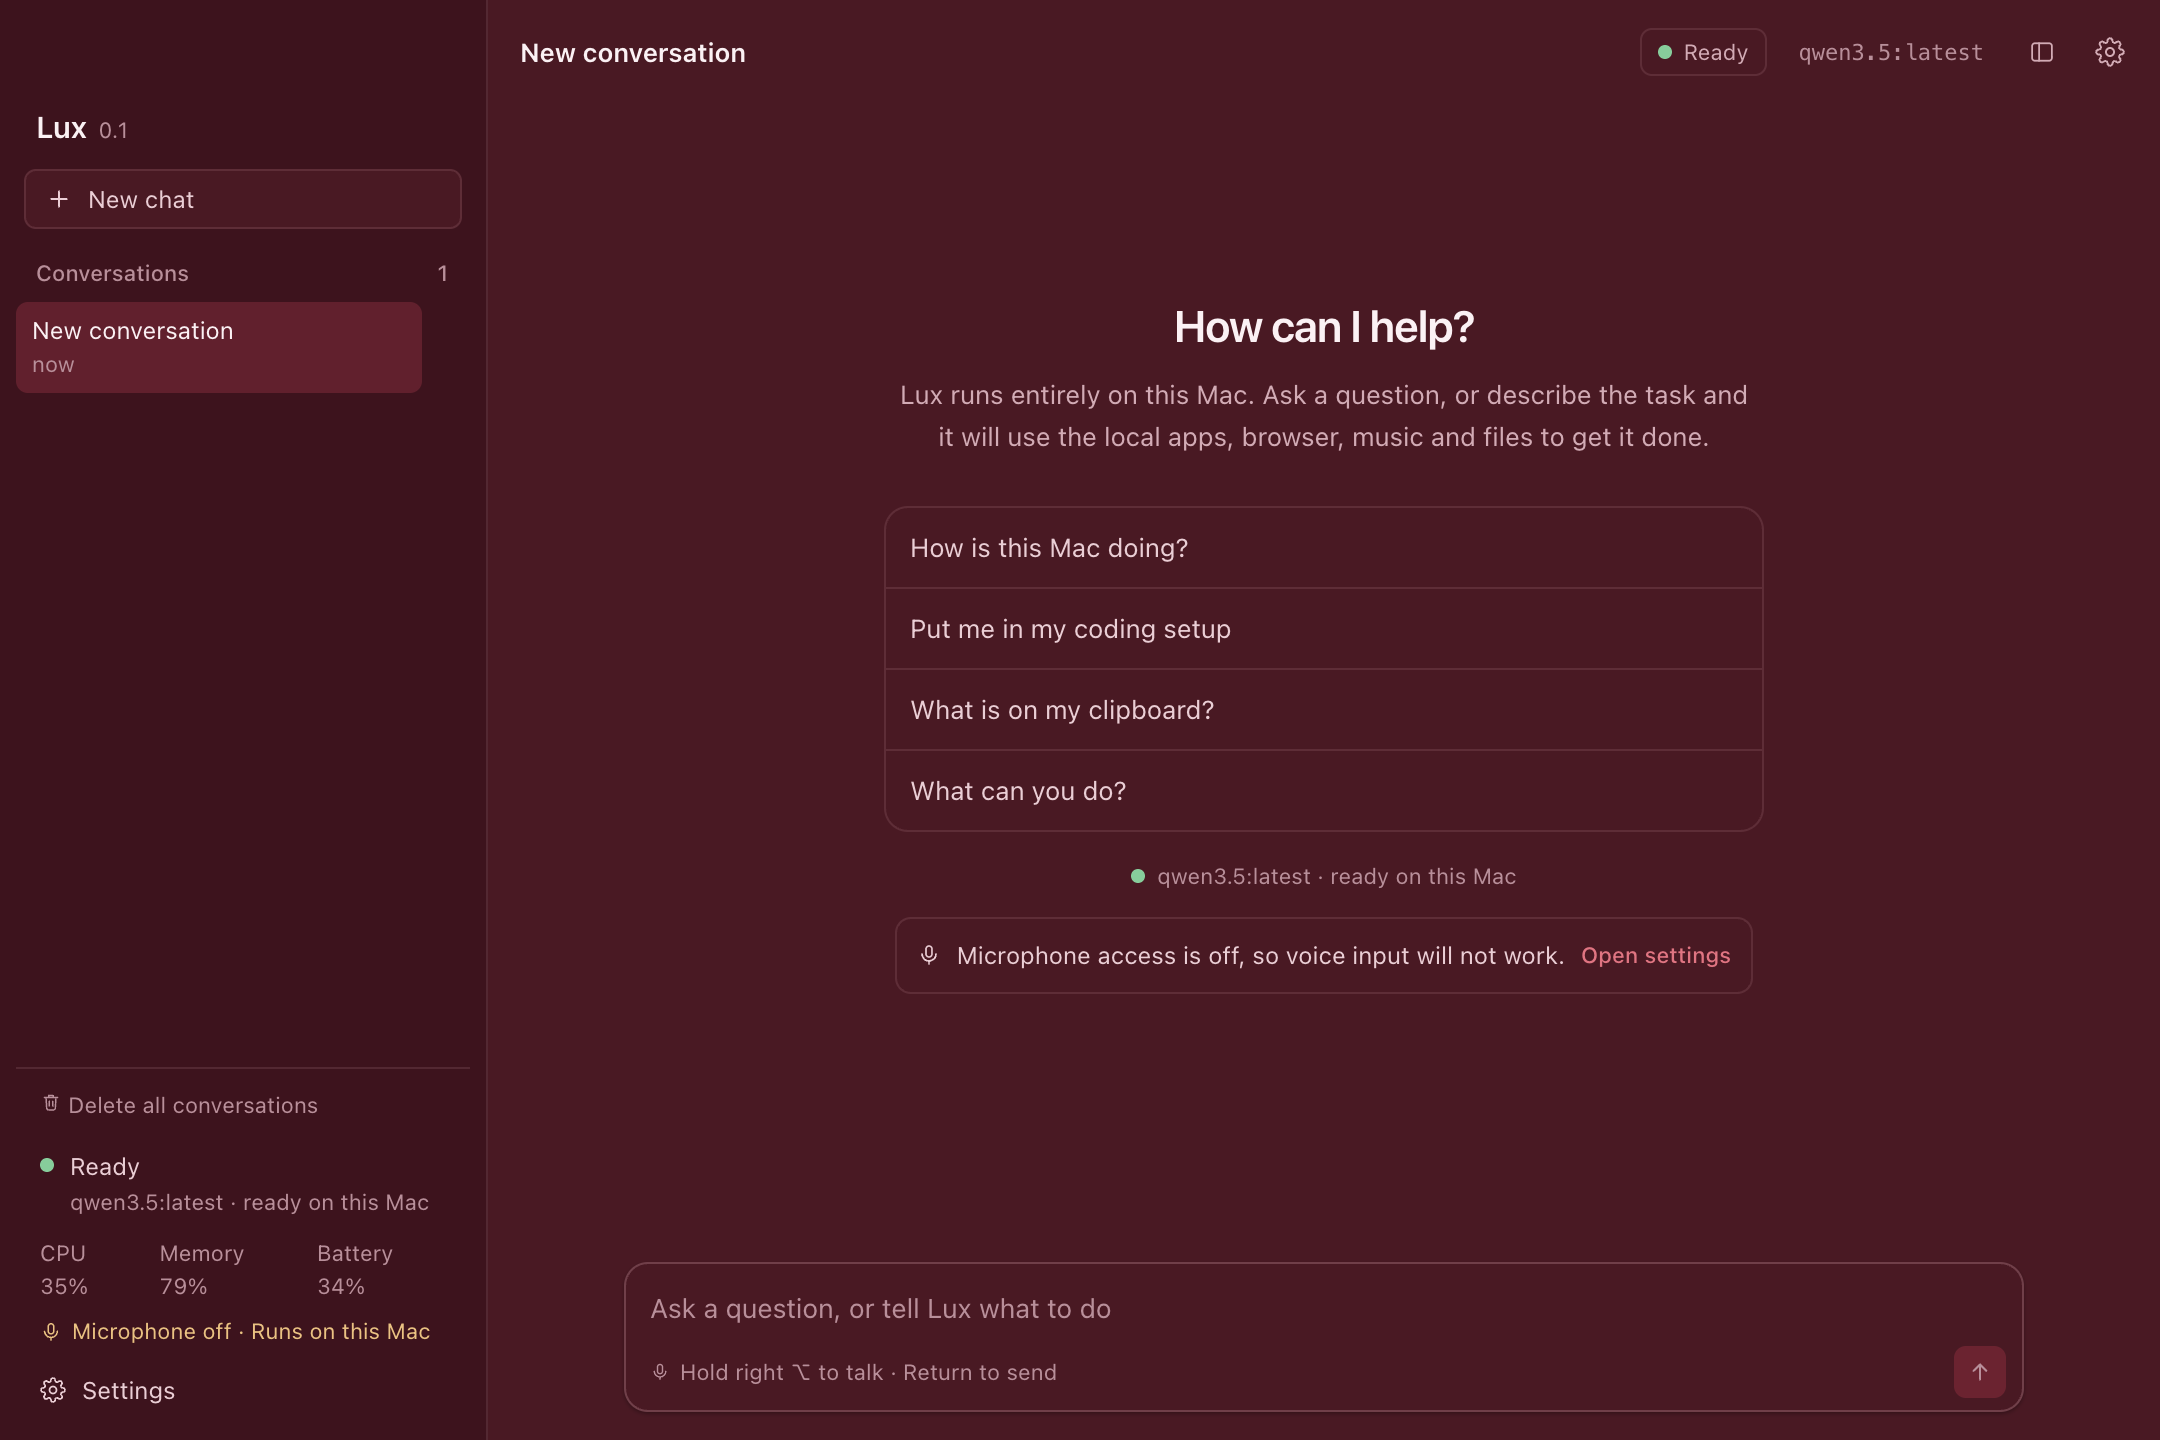 New conversation
Ready
qwen3.5:latest
Lux 0.1
New chat
Conversations 1
New conversation
now
How can I help?
Lux runs entirely on this Mac. Ask a question, or describe the task and
it will use the local apps, browser, music and files to get it done.
How is this Mac doing?
Put me in my coding setup
What is on my clipboard?
What can you do?
qwen3.5:latest · ready on this Mac
Microphone access is off, so voice input will not work. Open settings
Delete all conversations
Ready
qwen3.5:latest · ready on this Mac
CPU Memory Battery
35% 79% 34%
Microphone off · Runs on this Mac
Settings
Ask a question, or tell Lux what to do
Hold right ⌥ to talk · Return to send